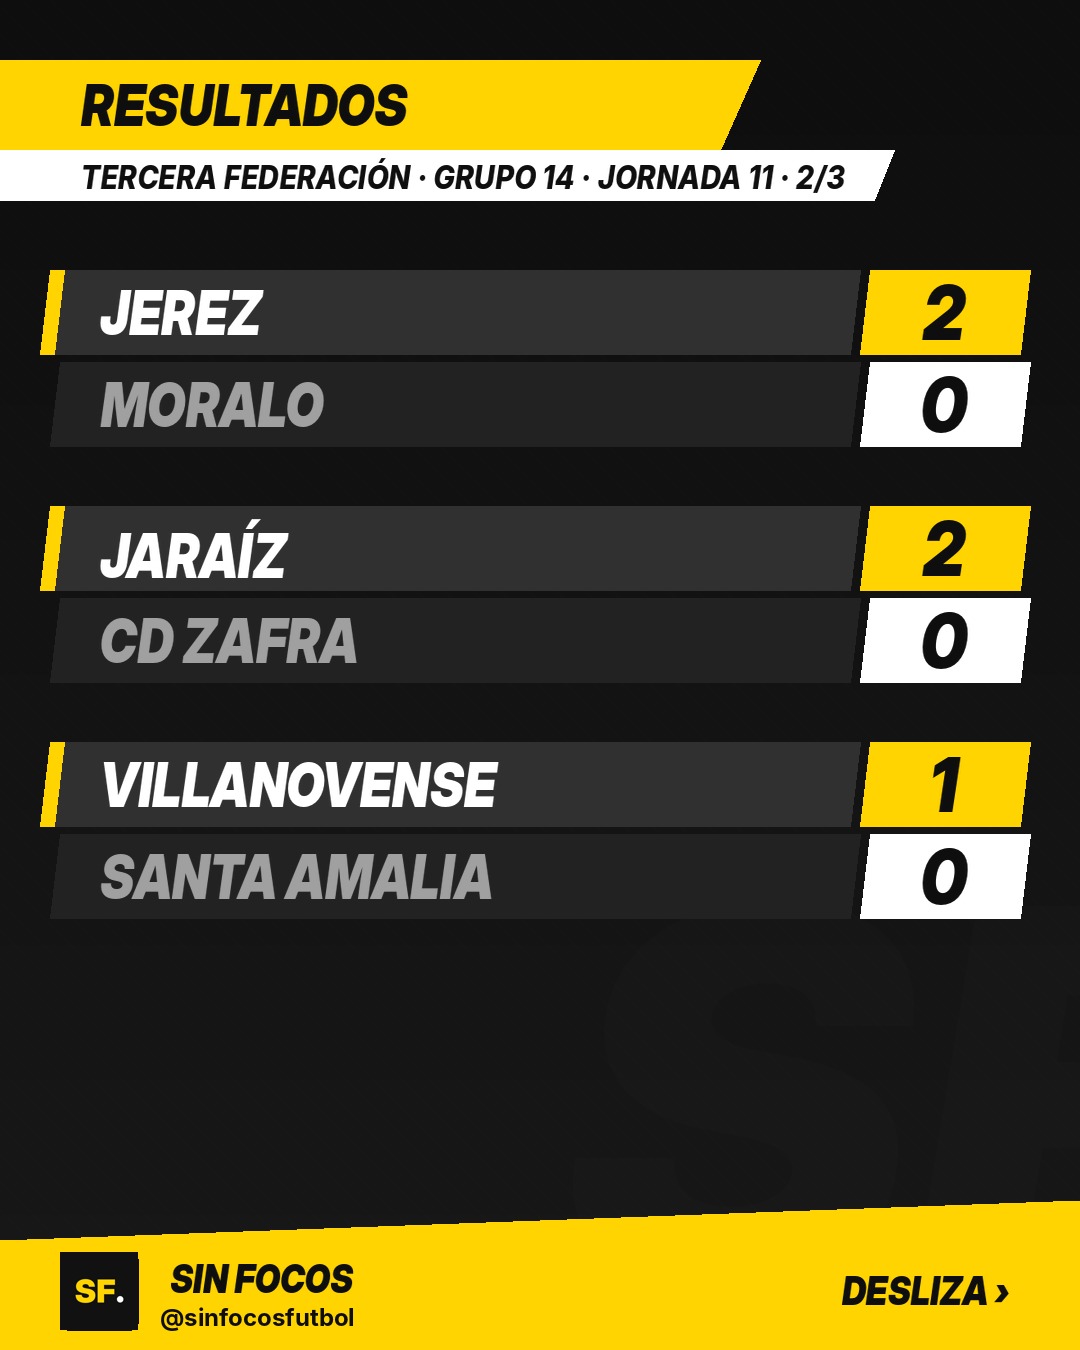 RESULTADOS
TERCERA FEDERACIÓN · GRUPO 14 · JORNADA 11 · 2/3
JEREZ 2
MORALO 0
JARAÍZ 2
CD ZAFRA 0
VILLANOVENSE 1
SANTA AMALIA 0
SF
SF.
SIN FOCOS
@sinfocosfutbol
DESLIZA ›